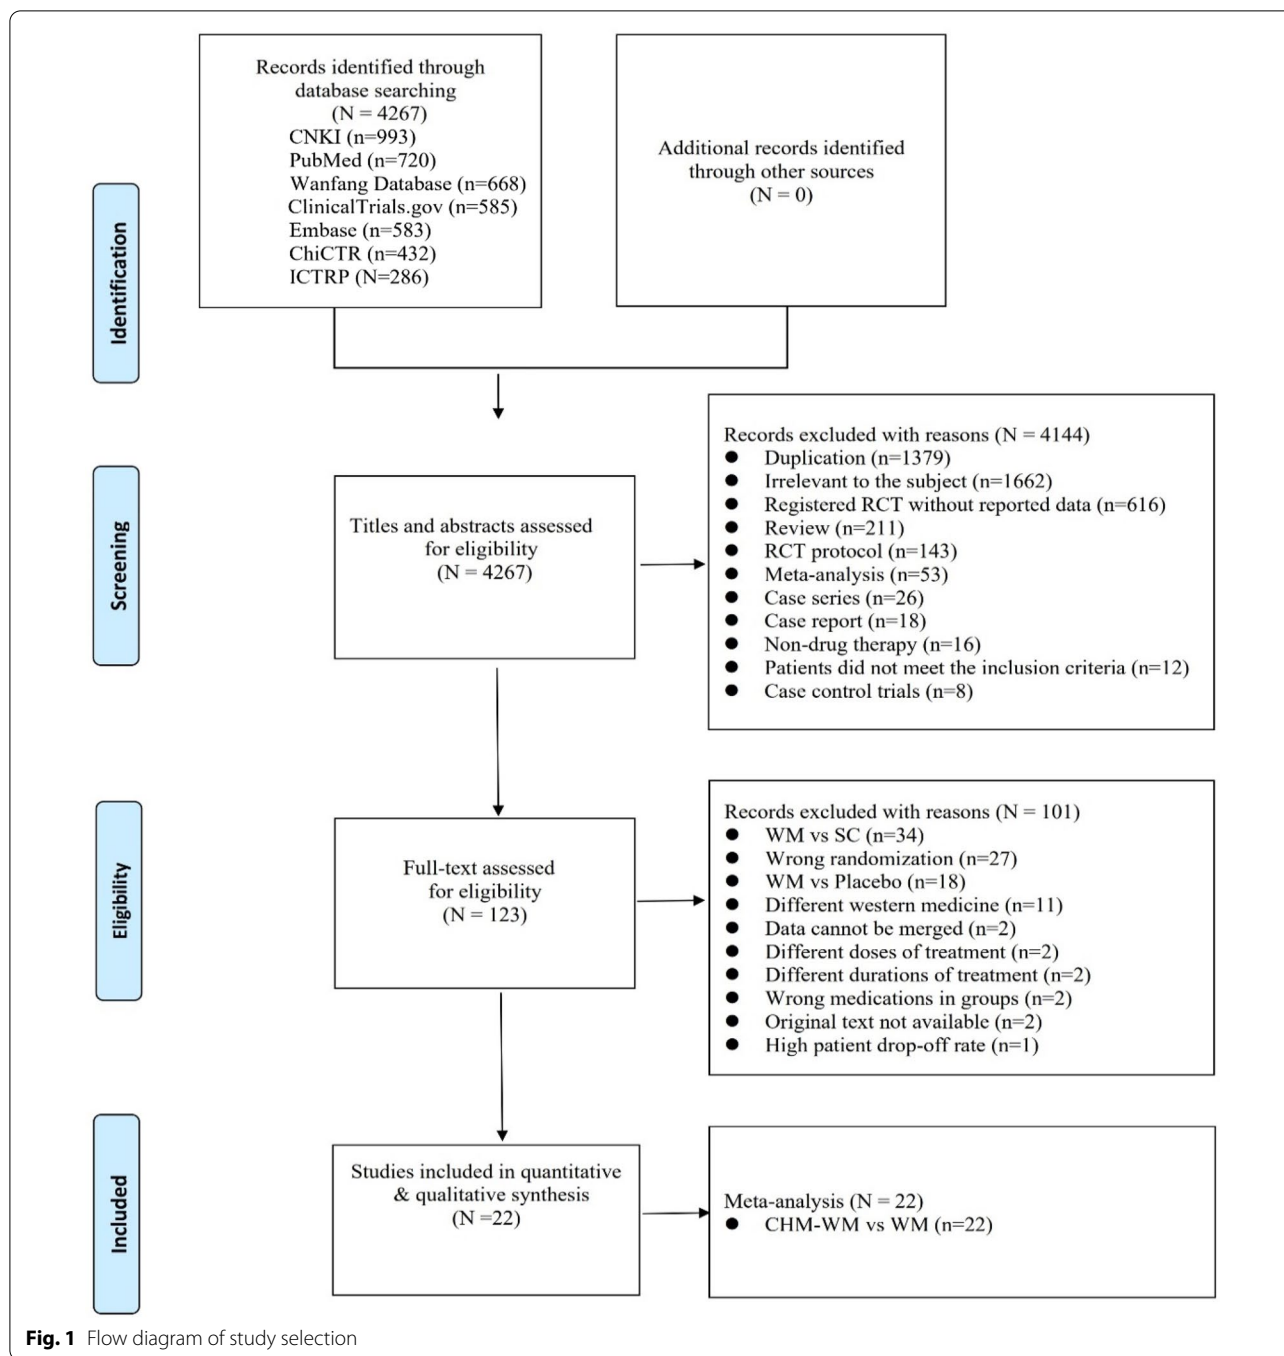 Records identified through
database searching
(N = 4267)
CNKI (n=993)
PubMed (n=720)
Wanfang Database (n=668)
ClinicalTrials.gov (n=585)
Embase (n=583)
ChiCTR (n=432)
ICTRP (N=286)
Additional records identified
through other sources
(N = 0)
Identification
Records excluded with reasons (N = 4144)
● Duplication (n=1379)
● Irrelevant to the subject (n=1662)
● Registered RCT without reported data (n=616)
● Review (n=211)
● RCT protocol (n=143)
● Meta-analysis (n=53)
● Case series (n=26)
● Case report (n=18)
● Non-drug therapy (n=16)
● Patients did not meet the inclusion criteria (n=12)
● Case control trials (n=8)
Screening
Titles and abstracts assessed
for eligibility
(N = 4267)
Records excluded with reasons (N = 101)
● WM vs SC (n=34)
● Wrong randomization (n=27)
● WM vs Placebo (n=18)
● Different western medicine (n=11)
● Data cannot be merged (n=2)
● Different doses of treatment (n=2)
● Different durations of treatment (n=2)
● Wrong medications in groups (n=2)
● Original text not available (n=2)
● High patient drop-off rate (n=1)
Eligibility
Full-text assessed
for eligibility
(N = 123)
Included
Studies included in quantitative
& qualitative synthesis
(N =22)
Meta-analysis (N = 22)
● CHM-WM vs WM (n=22)
Fig. 1 Flow diagram of study selection